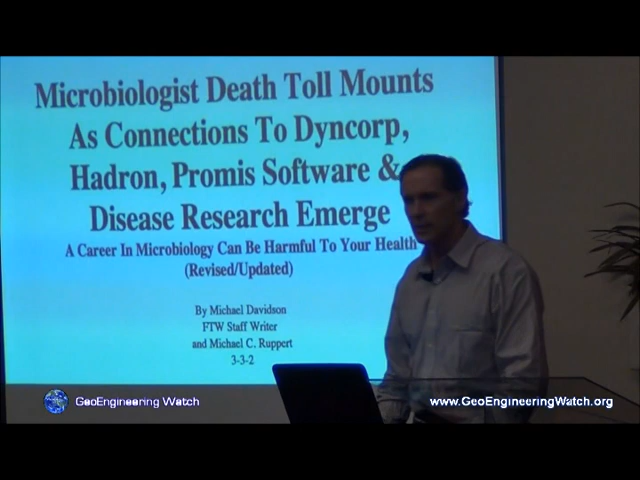 Microbiologist Death Toll Mounts
As Connections To Dyncorp,
Hadron, Promis Software &
Disease Research Emerge
A Career In Microbiology Can Be Harmful To Your Health
(Revised/Updated)
By Michael Davidson
FTW Staff Writer
and Michael C. Ruppert
3-3-2
GeoEngineering Watch
www.GeoEngineeringWatch.org